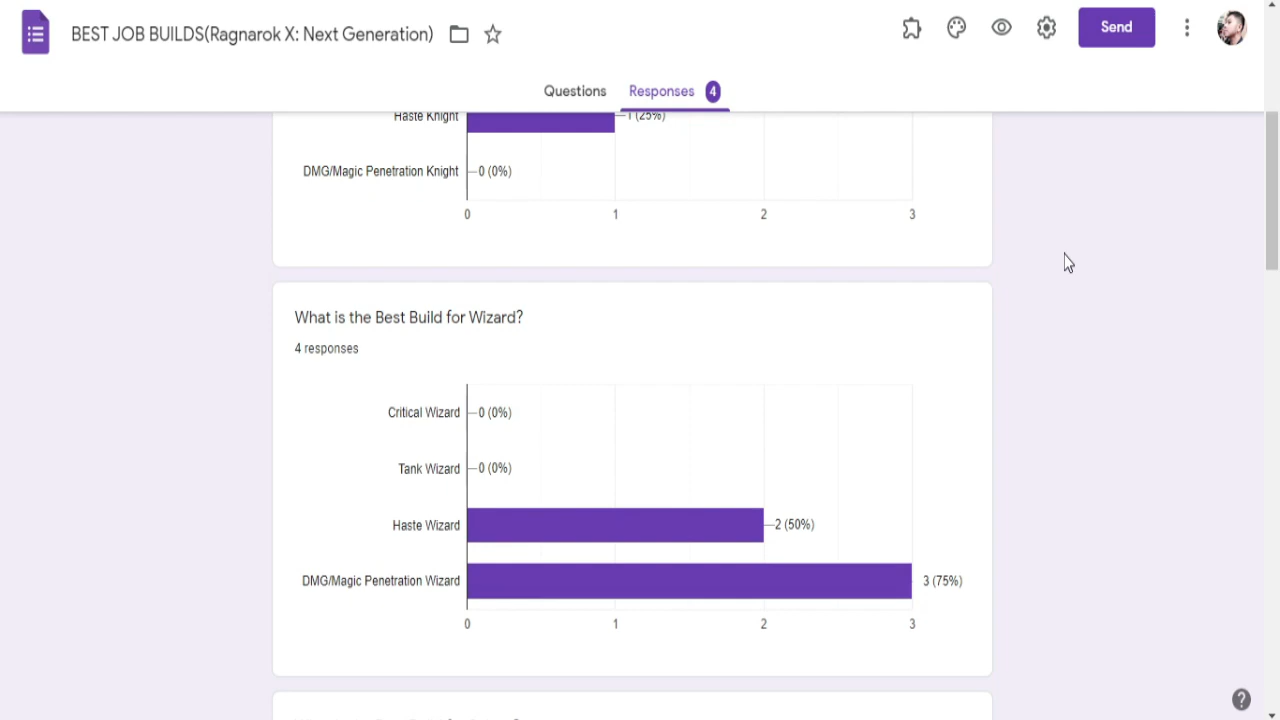 BEST JOB BUILDS(Ragnarok X: Next Generation)
Send
Questions
Responses 4
Haste Knight
1 (25%)
DMG/Magic Penetration Knight
0 (0%)
0 1 2 3
What is the Best Build for Wizard?
4 responses
Critical Wizard
0 (0%)
Tank Wizard
0 (0%)
Haste Wizard
2 (50%)
DMG/Magic Penetration Wizard
3 (75%)
0 1 2 3